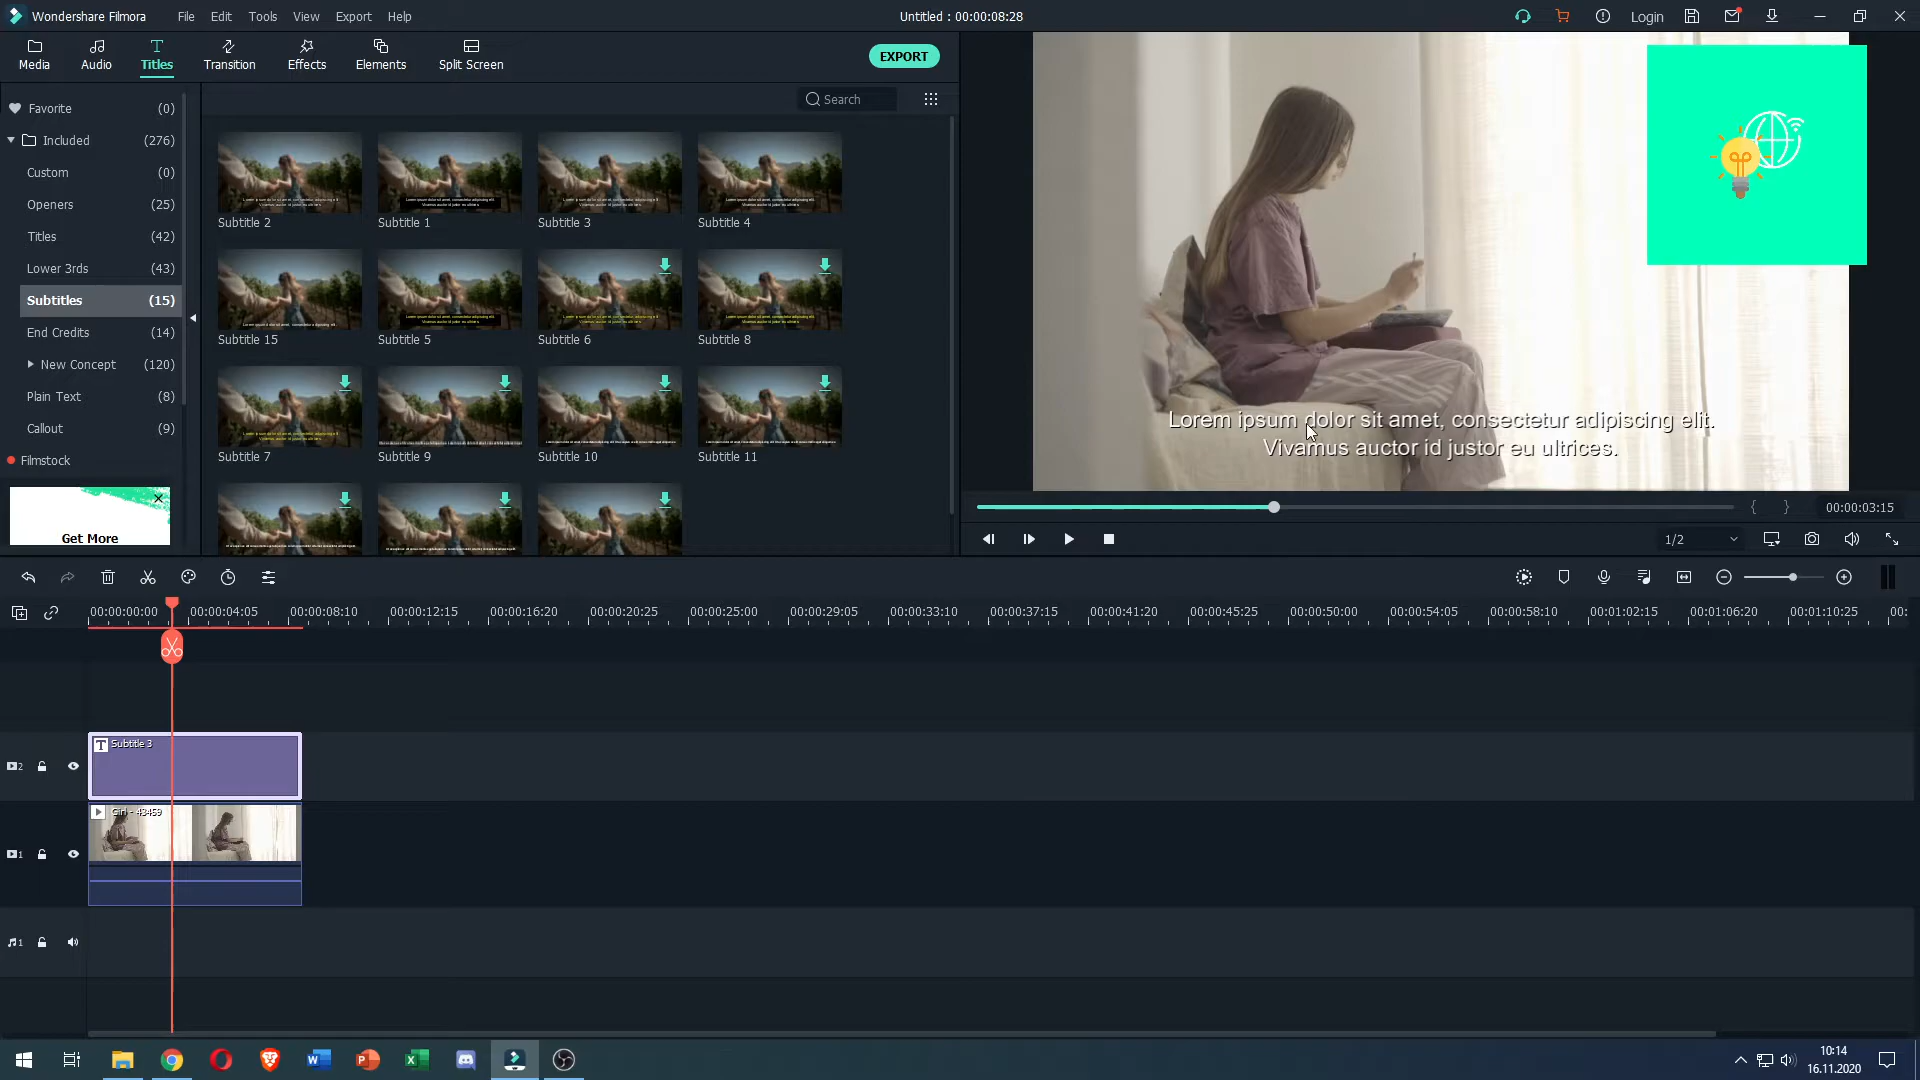 Wondershare Filmora
File Edit Tools View Export Help
Untitled : 00:00:08:28
Login
Media Audio Titles Transition Effects Elements Split Screen
EXPORT
Search
Favorite (0)
Included (276)
Custom (0)
Openers (25)
Titles (42)
Lower 3rds (43)
Subtitles (15)
End Credits (14)
New Concept (120)
Plain Text (8)
Callout (9)
Filmstock
Get More
Subtitle 2 Subtitle 1 Subtitle 3 Subtitle 4
Subtitle 15 Subtitle 5 Subtitle 6 Subtitle 8
Subtitle 7 Subtitle 9 Subtitle 10 Subtitle 11
Lorem ipsum dolor sit amet, consectetur adipiscing elit.
Vivamus auctor id justor eu ultrices.
{ } 00:00:03:15
1/2
00:00:00:00 00:00:04:05 00:00:08:10 00:00:12:15 00:00:16:20 00:00:20:25 00:00:25:00 00:00:29:05 00:00:33:10 00:00:37:15 00:00:41:20 00:00:45:25 00:00:50:00 00:00:54:05 00:00:58:10 00:01:02:15 00:01:06:20 00:01:10:25 00:
Subtitle 3
2
Girl - 43459
1
1
10:14
16.11.2020